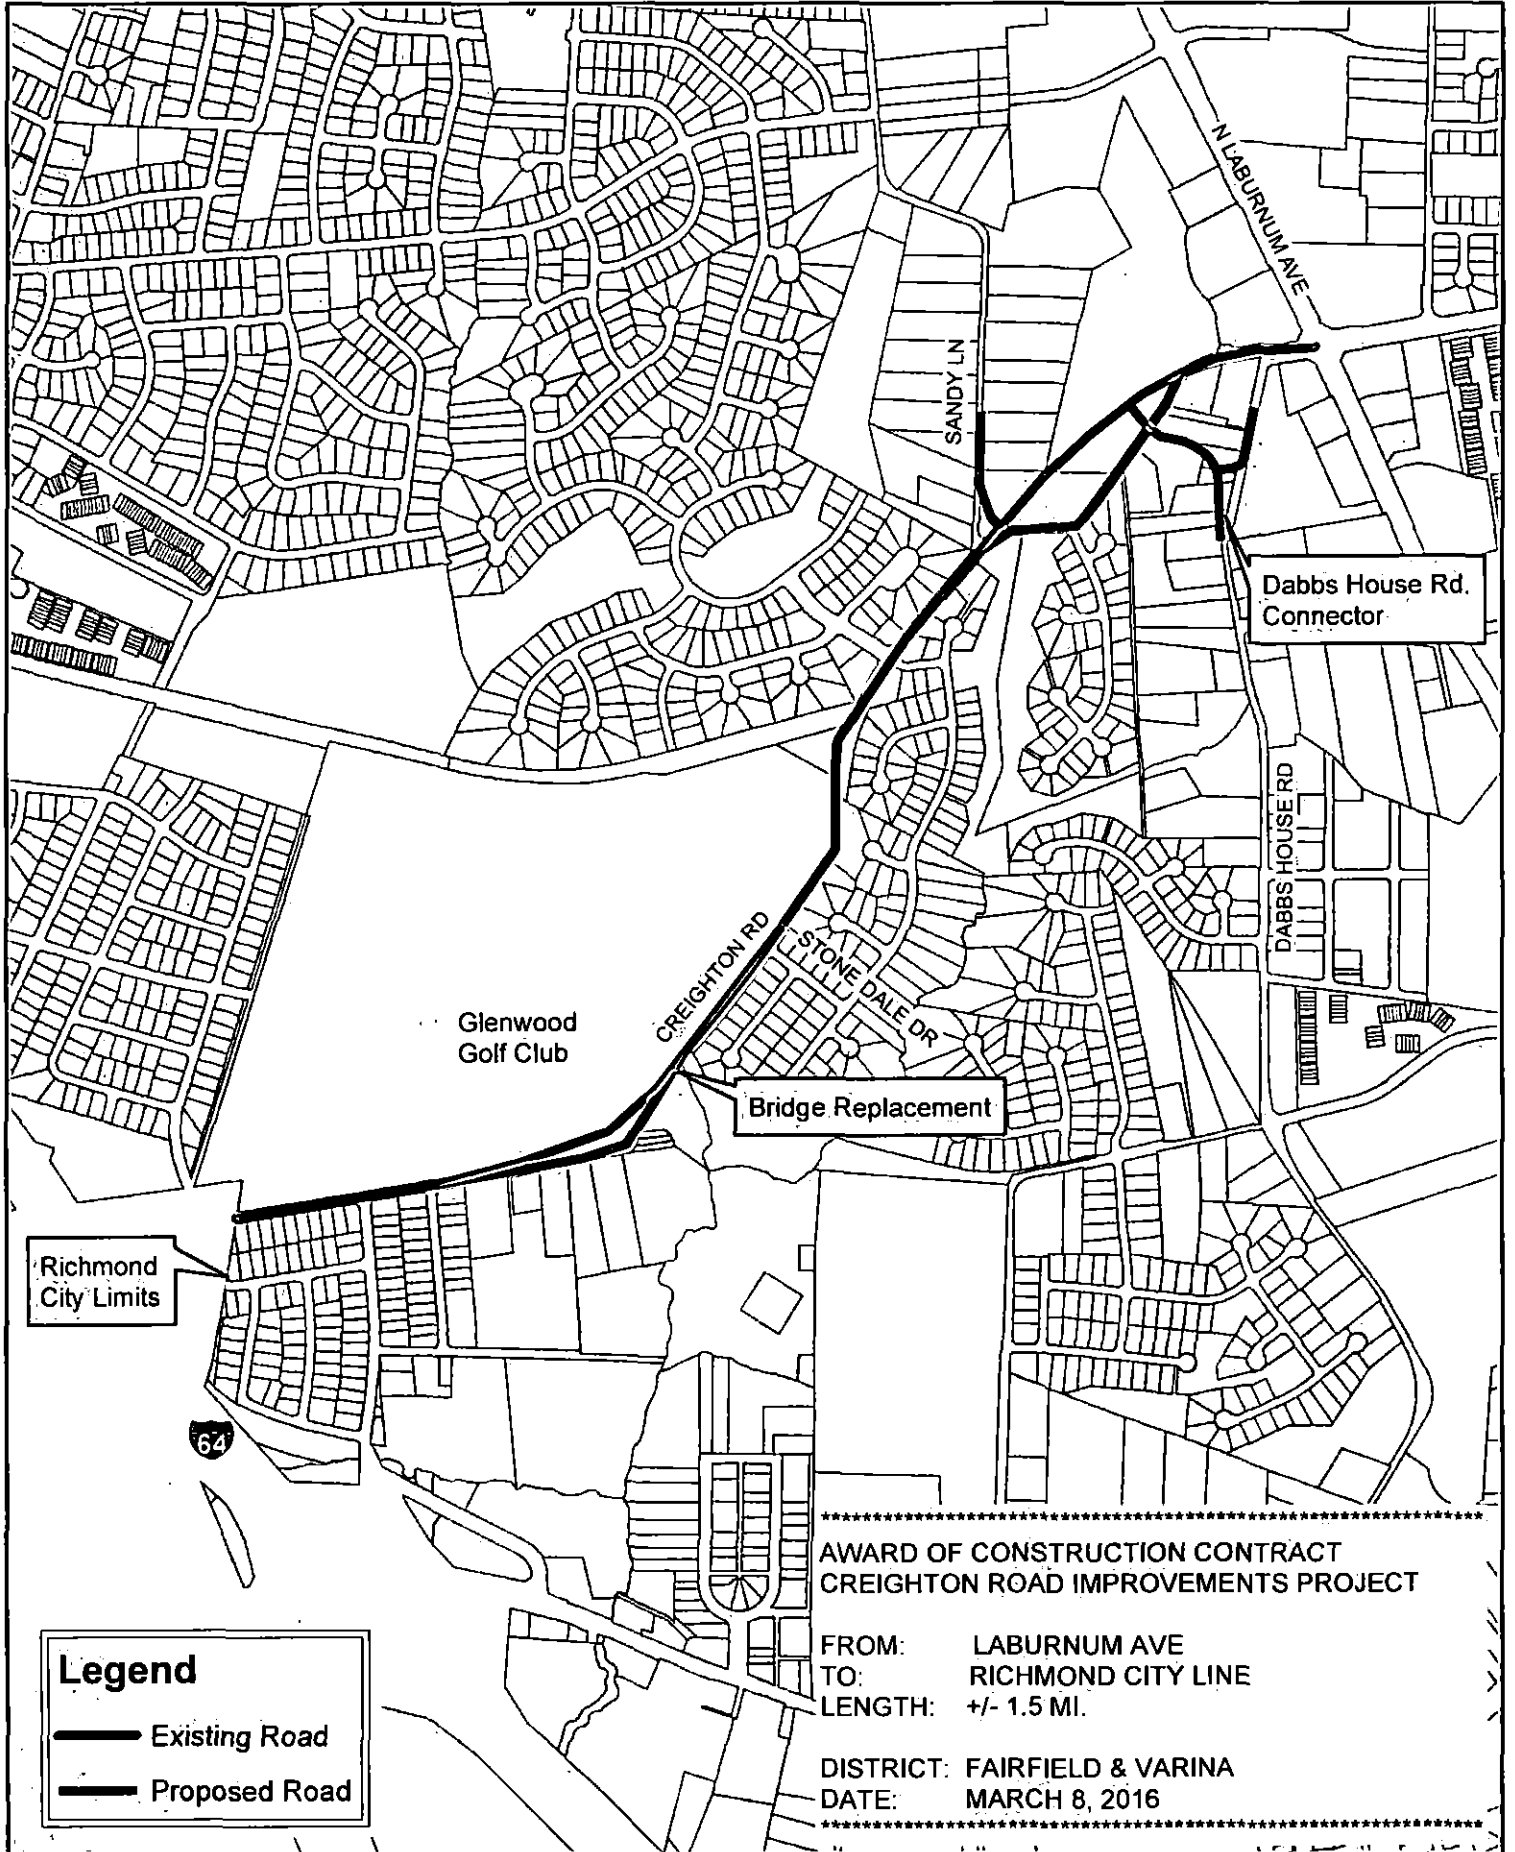 N LABURNUM AVE
SANDY LN
Dabbs House Rd.
Connector
DABBS HOUSE RD
CREIGHTON RD
STONE DALE DR
Glenwood
Golf Club
Bridge Replacement
Richmond
City Limits
64
************************************************************
AWARD OF CONSTRUCTION CONTRACT
CREIGHTON ROAD IMPROVEMENTS PROJECT
FROM: LABURNUM AVE
TO: RICHMOND CITY LINE
LENGTH: +/- 1.5 MI.
DISTRICT: FAIRFIELD & VARINA
DATE: MARCH 8, 2016
************************************************************
Legend
Existing Road
Proposed Road